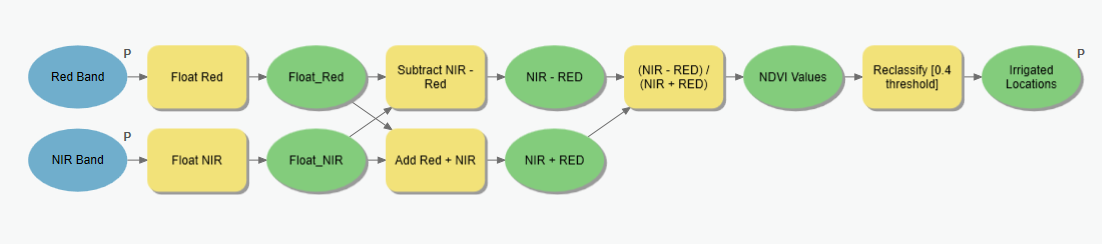 P
Red Band
Float Red
Float_Red
Subtract NIR -
Red
NIR - RED
(NIR - RED) /
(NIR + RED)
NDVI Values
Reclassify [0.4
threshold]
P
Irrigated
Locations
P
NIR Band
Float NIR
Float_NIR
Add Red + NIR
NIR + RED